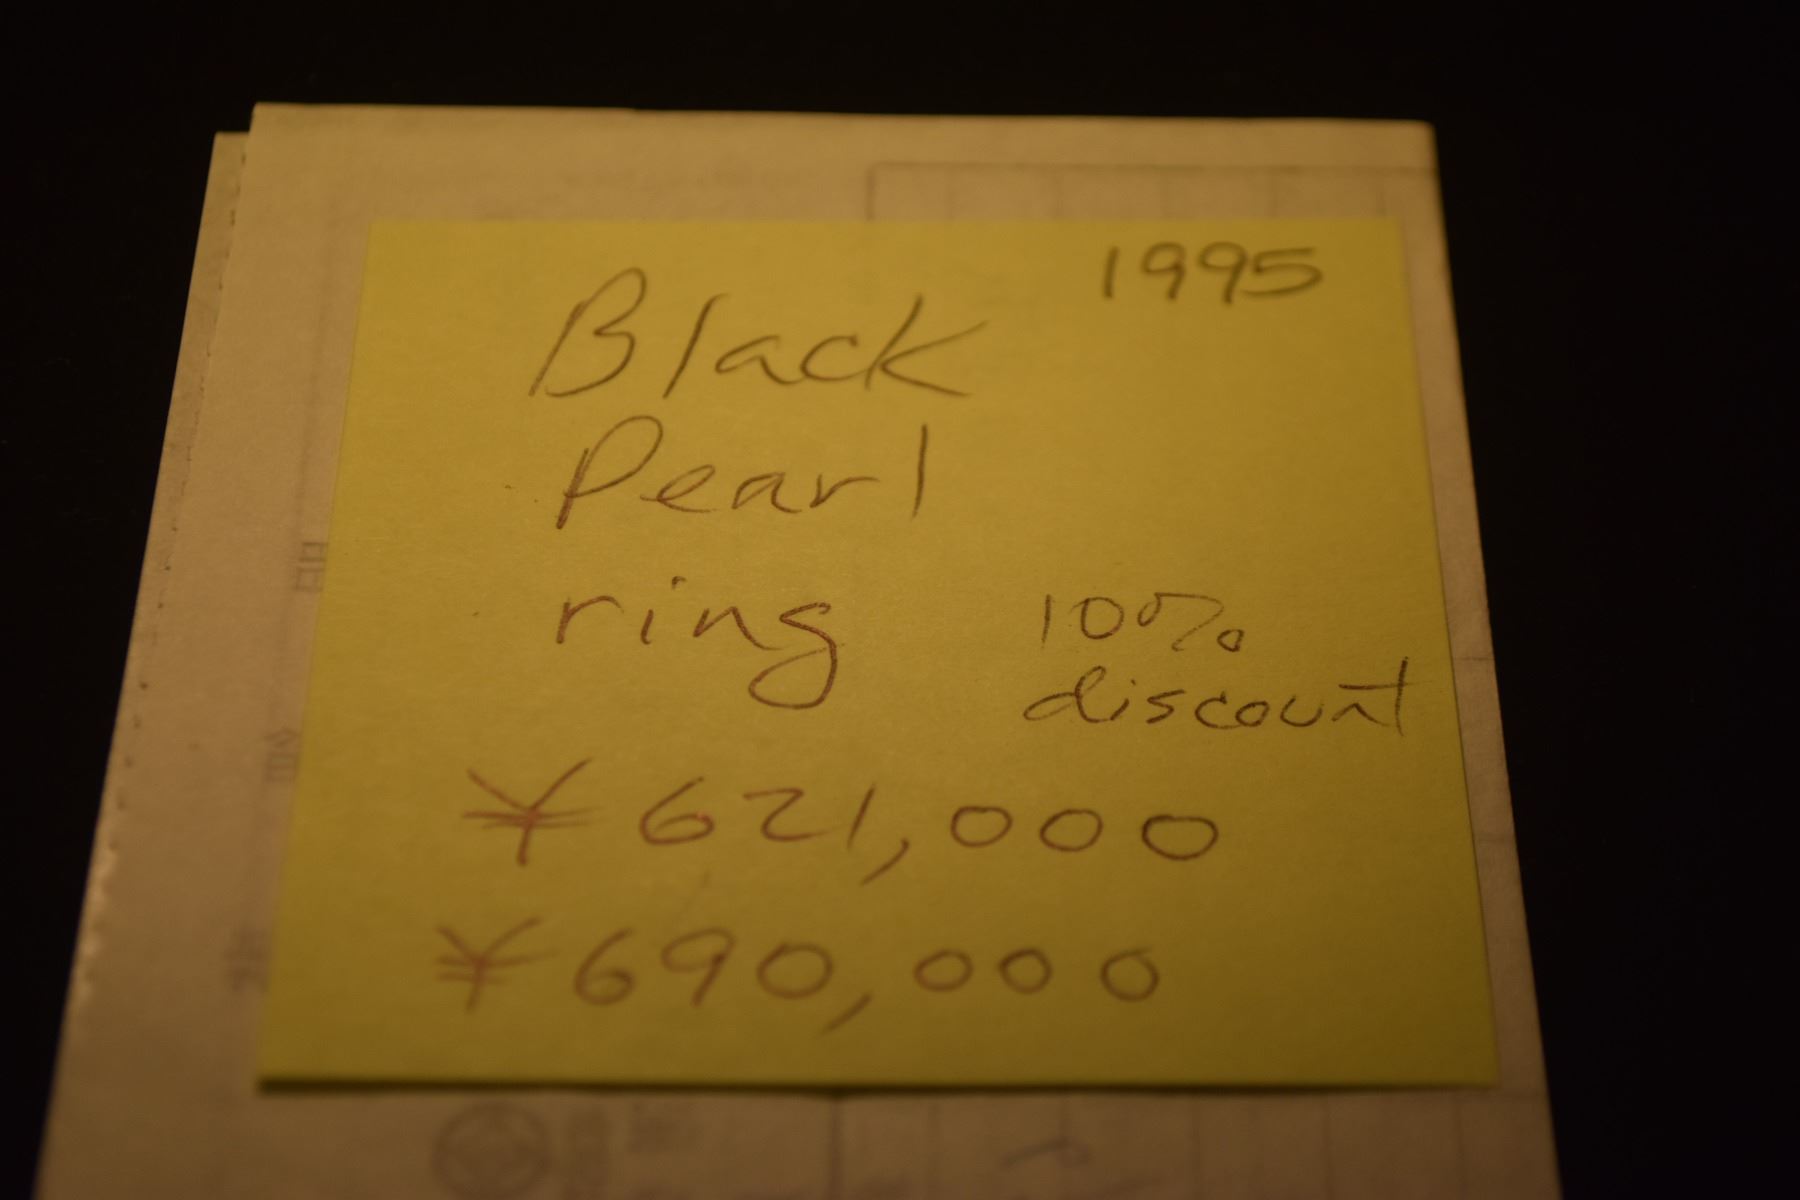 1995
Black
Pearl
ring
10%
discount
¥621,000
¥690,000